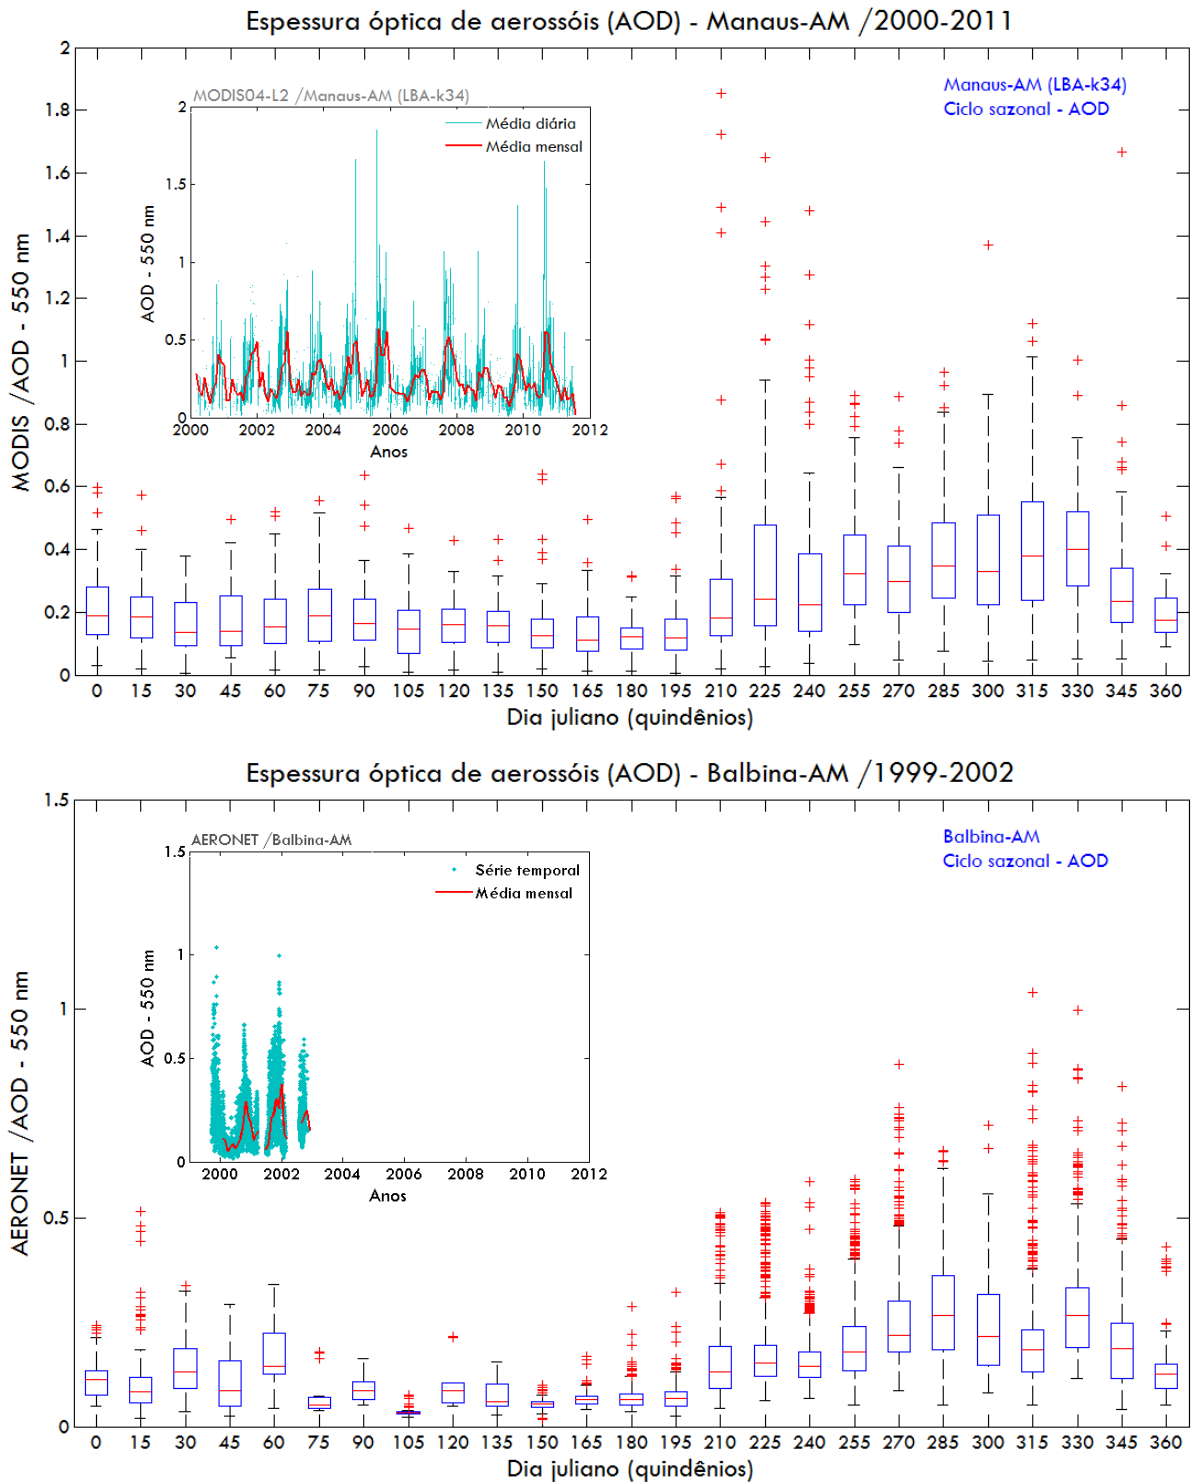 Espessura óptica de aerossóis (AOD) - Manaus-AM /2000-2011
MODIS /AOD - 550 nm
2
1.8
1.6
1.4
1.2
1
0.8
0.6
0.4
0.2
0
Manaus-AM (LBA-k34)
Ciclo sazonal - AOD
MODIS04-L2 /Manaus-AM (LBA-k34)
Média diária
Média mensal
AOD - 550 nm
2
1.5
1
0.5
0
2000 2002 2004 2006 2008 2010 2012
Anos
0 15 30 45 60 75 90 105 120 135 150 165 180 195 210 225 240 255 270 285 300 315 330 345 360
Dia juliano (quindênios)
Espessura óptica de aerossóis (AOD) - Balbina-AM /1999-2002
AERONET /AOD - 550 nm
1.5
1
0.5
0
Balbina-AM
Ciclo sazonal - AOD
AERONET /Balbina-AM
Série temporal
Média mensal
AOD - 550 nm
1.5
1
0.5
0
2000 2002 2004 2006 2008 2010 2012
Anos
0 15 30 45 60 75 90 105 120 135 150 165 180 195 210 225 240 255 270 285 300 315 330 345 360
Dia juliano (quindênios)